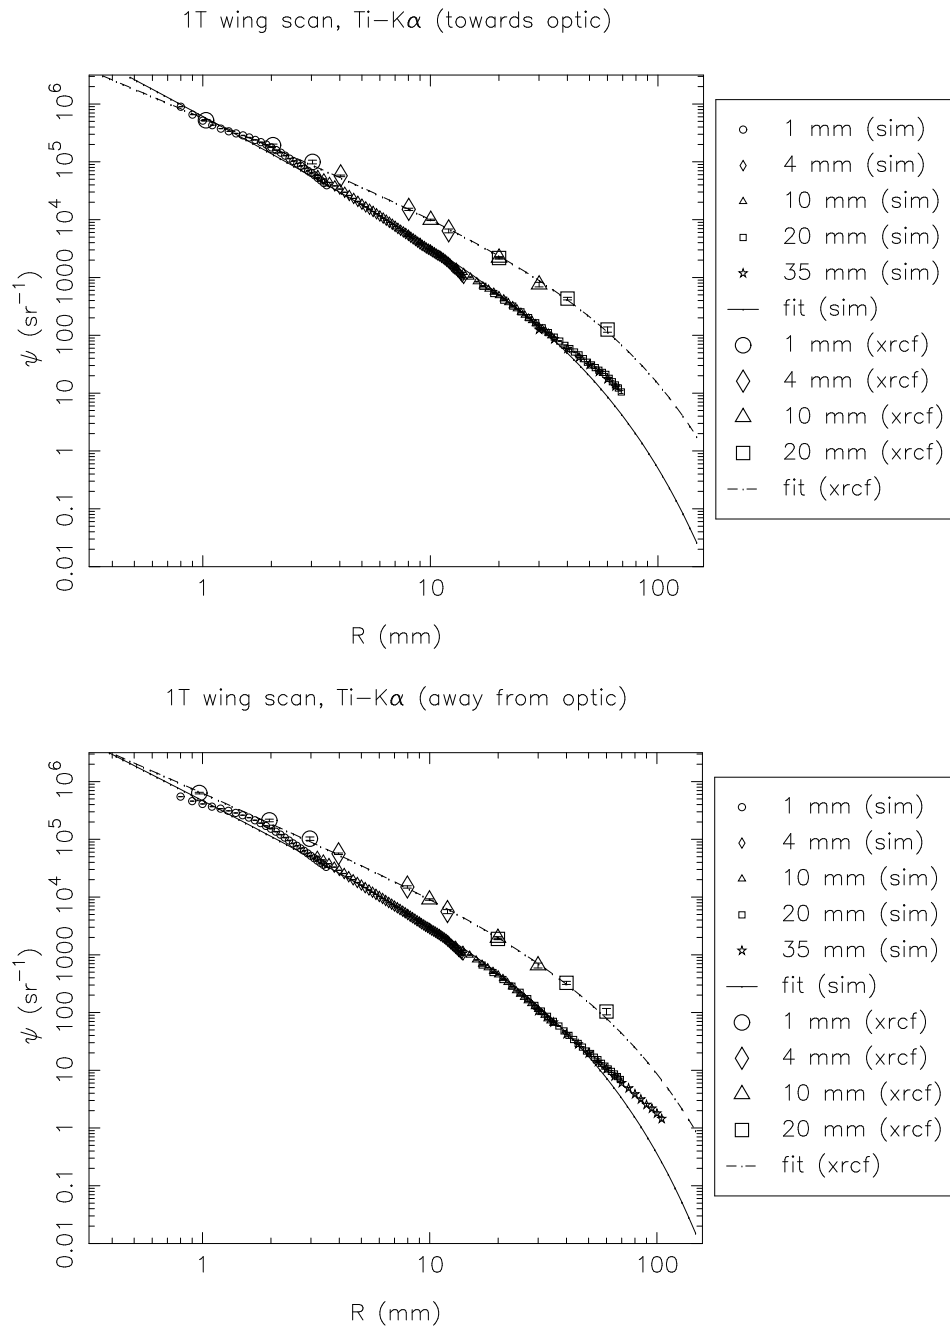 1T wing scan, Ti−Kα (towards optic)
10⁶
10⁵
10⁴
1000
100
10
1
0.1
0.01
ψ (sr⁻¹)
1
10
100
R (mm)
1 mm (sim)
4 mm (sim)
10 mm (sim)
20 mm (sim)
35 mm (sim)
fit (sim)
1 mm (xrcf)
4 mm (xrcf)
10 mm (xrcf)
20 mm (xrcf)
fit (xrcf)
1T wing scan, Ti−Kα (away from optic)
10⁶
10⁵
10⁴
1000
100
10
1
0.1
0.01
ψ (sr⁻¹)
1
10
100
R (mm)
1 mm (sim)
4 mm (sim)
10 mm (sim)
20 mm (sim)
35 mm (sim)
fit (sim)
1 mm (xrcf)
4 mm (xrcf)
10 mm (xrcf)
20 mm (xrcf)
fit (xrcf)